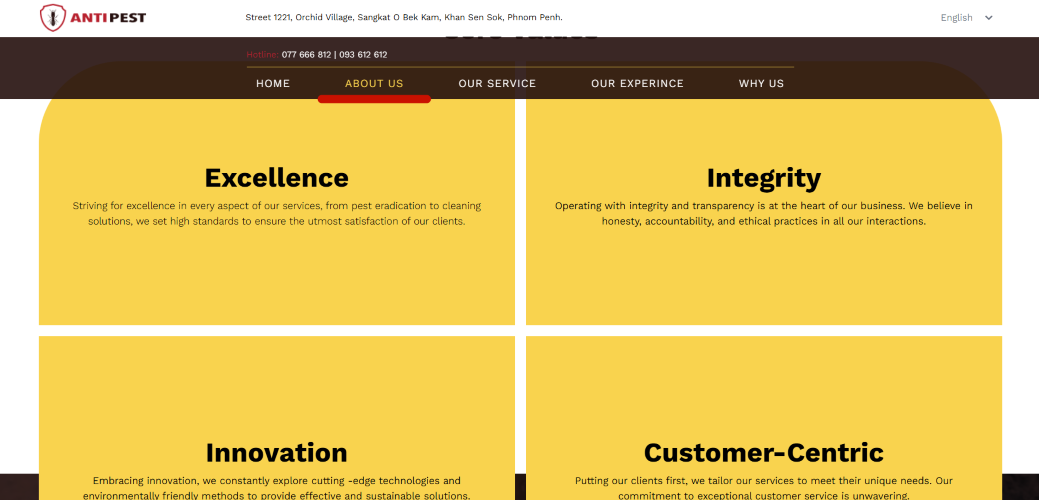 ANTIPEST
Street 1221, Orchid Village, Sangkat O Bek Kam, Khan Sen Sok, Phnom Penh.
English
Hotline: 077 666 812 | 093 612 612
HOME ABOUT US OUR SERVICE OUR EXPERINCE WHY US
Excellence
Striving for excellence in every aspect of our services, from pest eradication to cleaning
solutions, we set high standards to ensure the utmost satisfaction of our clients.
Integrity
Operating with integrity and transparency is at the heart of our business. We believe in
honesty, accountability, and ethical practices in all our interactions.
Innovation
Embracing innovation, we constantly explore cutting -edge technologies and
environmentally friendly methods to provide effective and sustainable solutions.
Customer-Centric
Putting our clients first, we tailor our services to meet their unique needs. Our
commitment to exceptional customer service is unwavering.